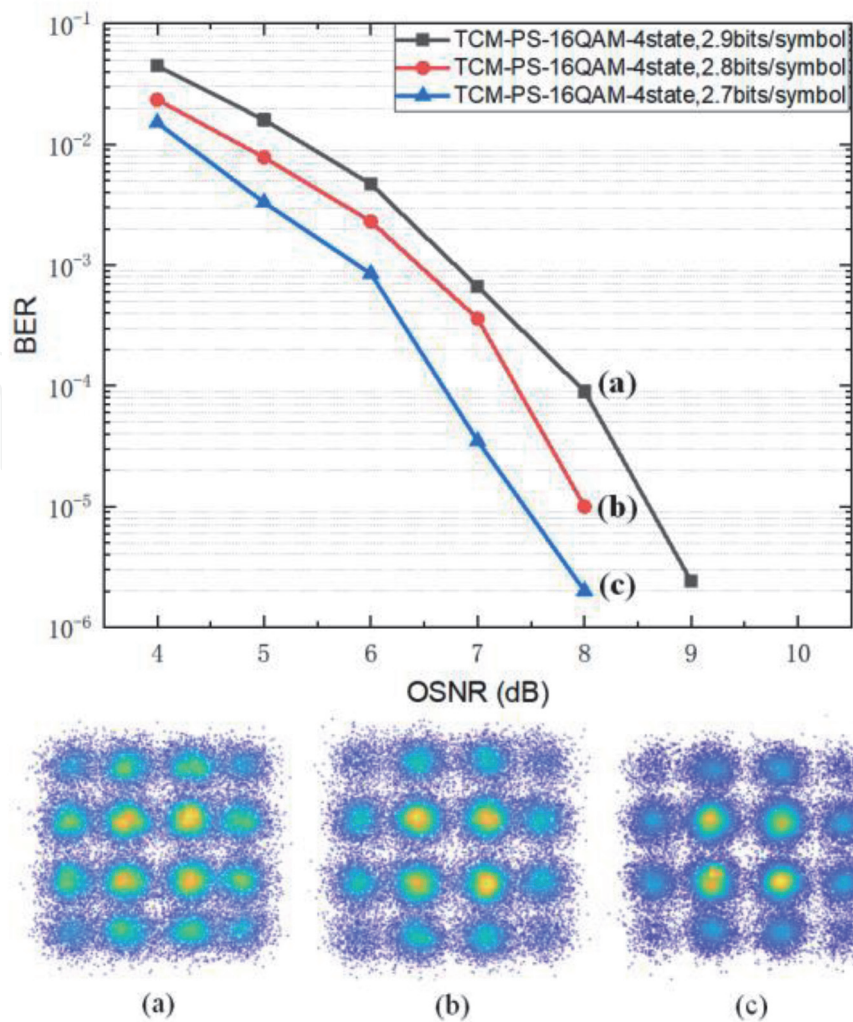 TCM-PS-16QAM-4state,2.9bits/symbol
TCM-PS-16QAM-4state,2.8bits/symbol
TCM-PS-16QAM-4state,2.7bits/symbol
10⁻¹
10⁻²
10⁻³
10⁻⁴
10⁻⁵
10⁻⁶
BER
(a)
(b)
(c)
4 5 6 7 8 9 10
OSNR (dB)
(a) (b) (c)